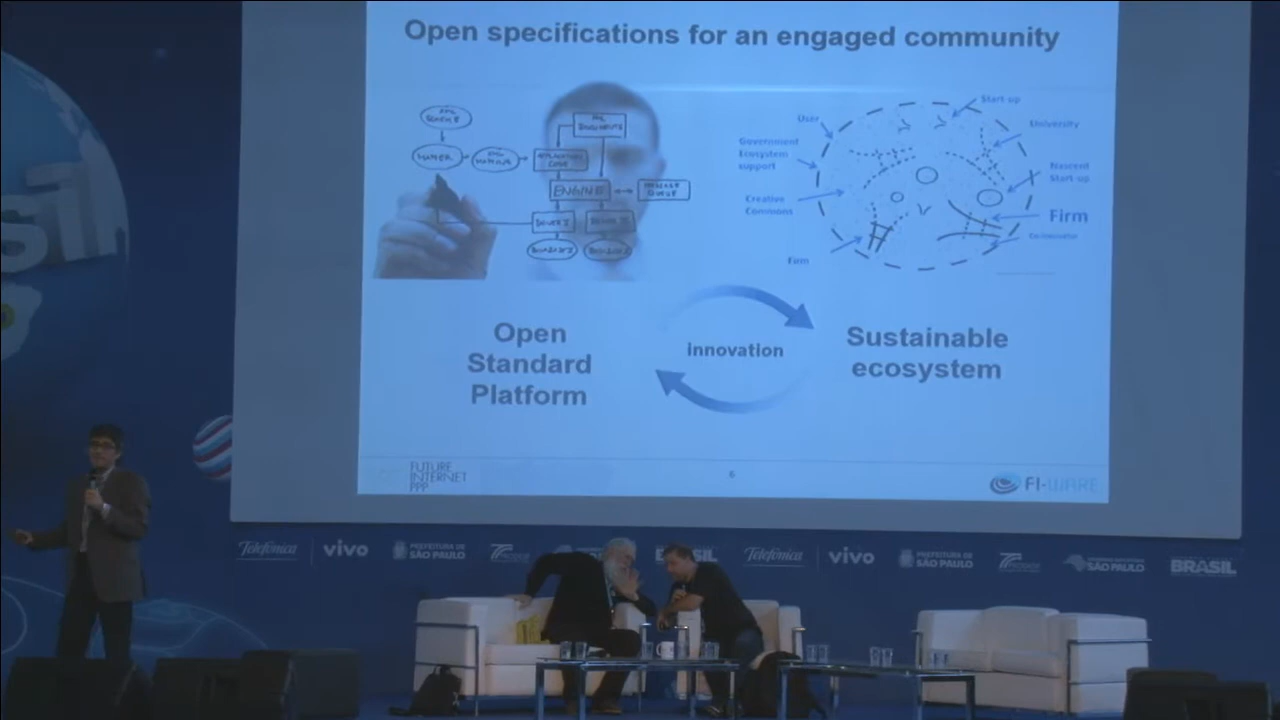 Open specifications for an engaged community
ENGINE
User
Government
Ecosystem
support
Creative
Commons
Firm
Start-up
University
Nascent
Start-up
Firm
Open
Standard
Platform
innovation
Sustainable
ecosystem
FUTURE
INTERNET
PPP
6
FI-WARE
Telefónica
vivo
PREFEITURA DE
SÃO PAULO
BRASIL
Telefónica
vivo
PREFEITURA DE
SÃO PAULO
SÃO PAULO
BRASIL